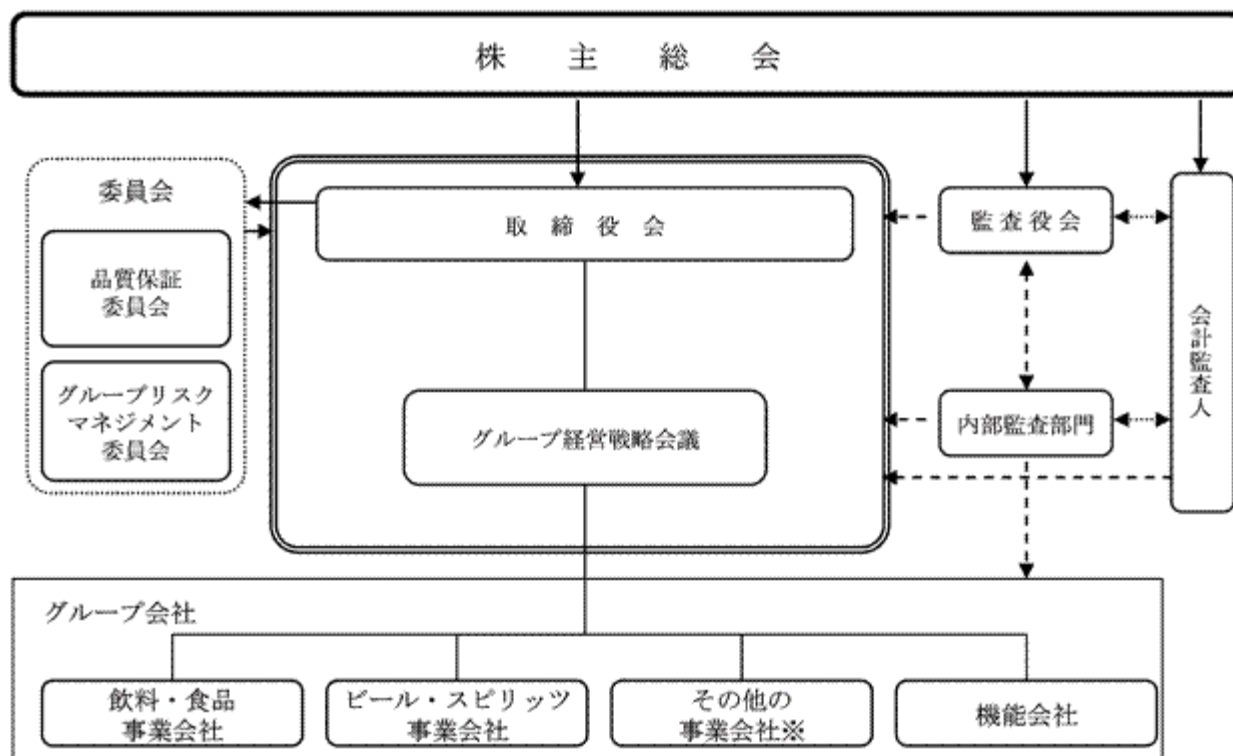 株主総会
委員会
取締役会
監査役会
品質保証
委員会
会計監査人
グループリスク
マネジメント
委員会
グループ経営戦略会議
内部監査部門
グループ会社
飲料・食品
事業会社
ビール・スピリッツ
事業会社
その他の
事業会社※
機能会社